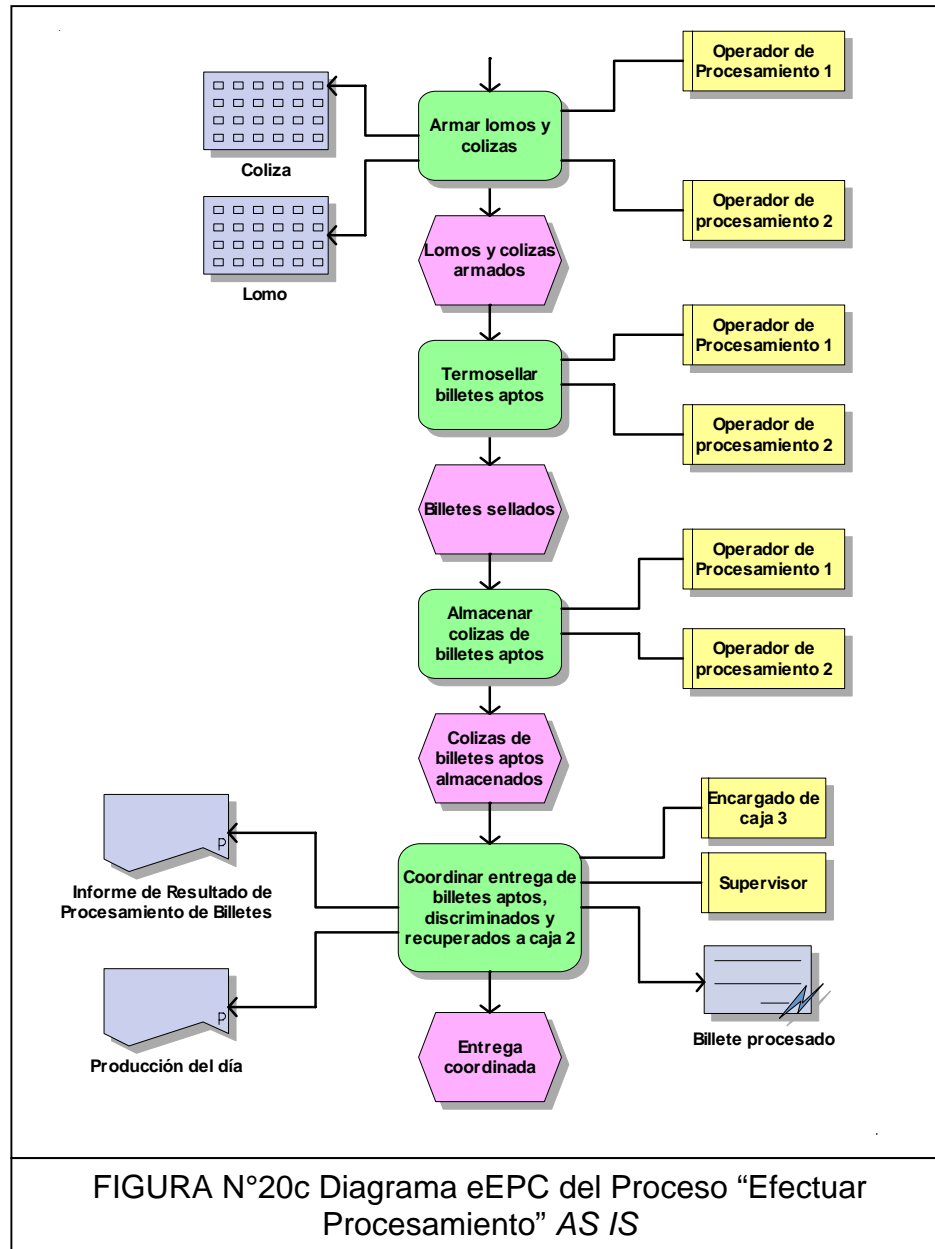 Operador de
Procesamiento 1
Armar lomos y
colizas
Coliza
Operador de
procesamiento 2
Lomo
Lomos y colizas
armados
Operador de
Procesamiento 1
Termosellar
billetes aptos
Operador de
procesamiento 2
Billetes sellados
Operador de
Procesamiento 1
Almacenar
colizas de
billetes aptos
Operador de
procesamiento 2
Colizas de
billetes aptos
almacenados
Encargado de
caja 3
P
Informe de Resultado de
Procesamiento de Billetes
Coordinar entrega de
billetes aptos,
discriminados y
recuperados a caja 2
Supervisor
P
Producción del día
Billete procesado
Entrega
coordinada
FIGURA N°20c Diagrama eEPC del Proceso “Efectuar
Procesamiento” AS IS